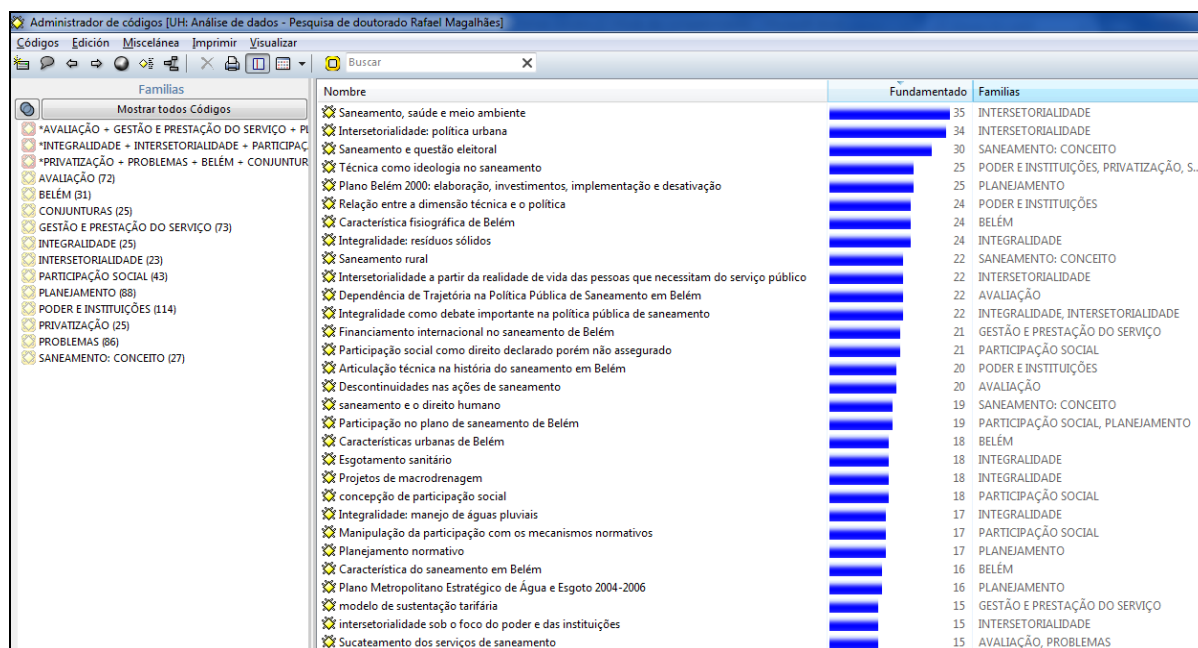 Administrador de códigos [UH: Análise de dados - Pesquisa de doutorado Rafael Magalhães]
Códigos Edición Miscelánea Imprimir Visualizar
Buscar
Familias
Mostrar todos Códigos
*AVALIAÇÃO + GESTÃO E PRESTAÇÃO DO SERVIÇO + PL
*INTEGRALIDADE + INTERSETORIALIDADE + PARTICIPAÇ
*PRIVATIZAÇÃO + PROBLEMAS + BELÉM + CONJUNTUR
AVALIAÇÃO (72)
BELÉM (31)
CONJUNTURAS (25)
GESTÃO E PRESTAÇÃO DO SERVIÇO (73)
INTEGRALIDADE (25)
INTERSETORIALIDADE (23)
PARTICIPAÇÃO SOCIAL (43)
PLANEJAMENTO (88)
PODER E INSTITUIÇÕES (114)
PRIVATIZAÇÃO (25)
PROBLEMAS (86)
SANEAMENTO: CONCEITO (27)
Nombre Fundamentado Familias
Saneamento, saúde e meio ambiente 35 INTERSETORIALIDADE
Intersetorialidade: política urbana 34 INTERSETORIALIDADE
Saneamento e questão eleitoral 30 SANEAMENTO: CONCEITO
Técnica como ideologia no saneamento 25 PODER E INSTITUIÇÕES, PRIVATIZAÇÃO, S...
Plano Belém 2000: elaboração, investimentos, implementação e desativação 25 PLANEJAMENTO
Relação entre a dimensão técnica e o política 24 PODER E INSTITUIÇÕES
Característica fisiográfica de Belém 24 BELÉM
Integralidade: resíduos sólidos 24 INTEGRALIDADE
Saneamento rural 22 SANEAMENTO: CONCEITO
Intersetorialidade a partir da realidade de vida das pessoas que necessitam do serviço público 22 INTERSETORIALIDADE
Dependência de Trajetória na Política Pública de Saneamento em Belém 22 AVALIAÇÃO
Integralidade como debate importante na política pública de saneamento 22 INTEGRALIDADE, INTERSETORIALIDADE
Financiamento internacional no saneamento de Belém 21 GESTÃO E PRESTAÇÃO DO SERVIÇO
Participação social como direito declarado porém não assegurado 21 PARTICIPAÇÃO SOCIAL
Articulação técnica na história do saneamento em Belém 20 PODER E INSTITUIÇÕES
Descontinuidades nas ações de saneamento 20 AVALIAÇÃO
saneamento e o direito humano 19 SANEAMENTO: CONCEITO
Participação no plano de saneamento de Belém 19 PARTICIPAÇÃO SOCIAL, PLANEJAMENTO
Características urbanas de Belém 18 BELÉM
Esgotamento sanitário 18 INTEGRALIDADE
Projetos de macrodrenagem 18 INTEGRALIDADE
concepção de participação social 18 PARTICIPAÇÃO SOCIAL
Integralidade: manejo de águas pluviais 17 INTEGRALIDADE
Manipulação da participação com os mecanismos normativos 17 PARTICIPAÇÃO SOCIAL
Planejamento normativo 17 PLANEJAMENTO
Característica do saneamento em Belém 16 BELÉM
Plano Metropolitano Estratégico de Água e Esgoto 2004-2006 16 PLANEJAMENTO
modelo de sustentação tarifária 15 GESTÃO E PRESTAÇÃO DO SERVIÇO
intersetorialidade sob o foco do poder e das instituições 15 INTERSETORIALIDADE
Sucateamento dos serviços de saneamento 15 AVALIAÇÃO, PROBLEMAS